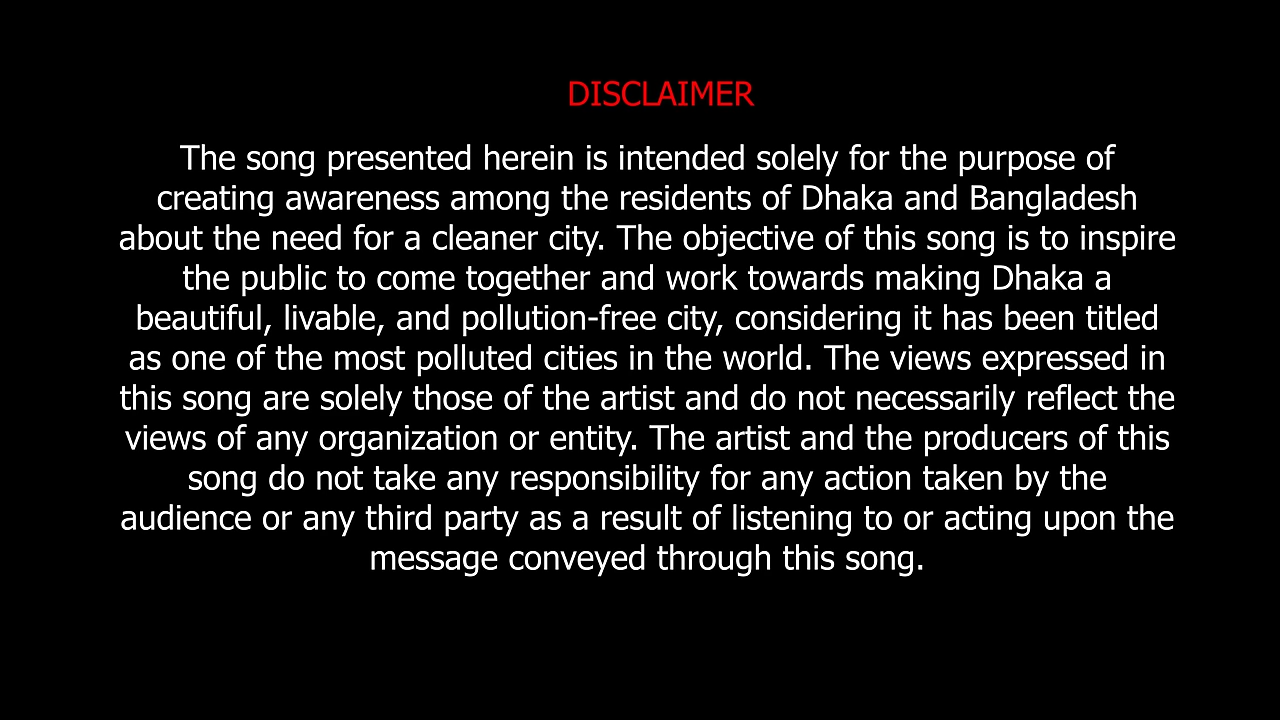 DISCLAIMER
The song presented herein is intended solely for the purpose of
creating awareness among the residents of Dhaka and Bangladesh
about the need for a cleaner city. The objective of this song is to inspire
the public to come together and work towards making Dhaka a
beautiful, livable, and pollution-free city, considering it has been titled
as one of the most polluted cities in the world. The views expressed in
this song are solely those of the artist and do not necessarily reflect the
views of any organization or entity. The artist and the producers of this
song do not take any responsibility for any action taken by the
audience or any third party as a result of listening to or acting upon the
message conveyed through this song.